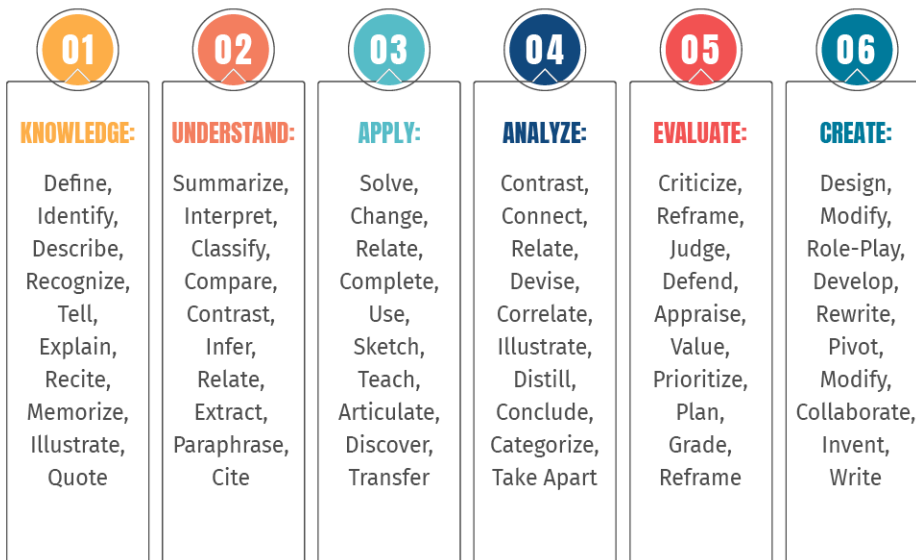 01
KNOWLEDGE:
Define,
Identify,
Describe,
Recognize,
Tell,
Explain,
Recite,
Memorize,
Illustrate,
Quote
02
UNDERSTAND:
Summarize,
Interpret,
Classify,
Compare,
Contrast,
Infer,
Relate,
Extract,
Paraphrase,
Cite
03
APPLY:
Solve,
Change,
Relate,
Complete,
Use,
Sketch,
Teach,
Articulate,
Discover,
Transfer
04
ANALYZE:
Contrast,
Connect,
Relate,
Devise,
Correlate,
Illustrate,
Distill,
Conclude,
Categorize,
Take Apart
05
EVALUATE:
Criticize,
Reframe,
Judge,
Defend,
Appraise,
Value,
Prioritize,
Plan,
Grade,
Reframe
06
CREATE:
Design,
Modify,
Role-Play,
Develop,
Rewrite,
Pivot,
Modify,
Collaborate,
Invent,
Write